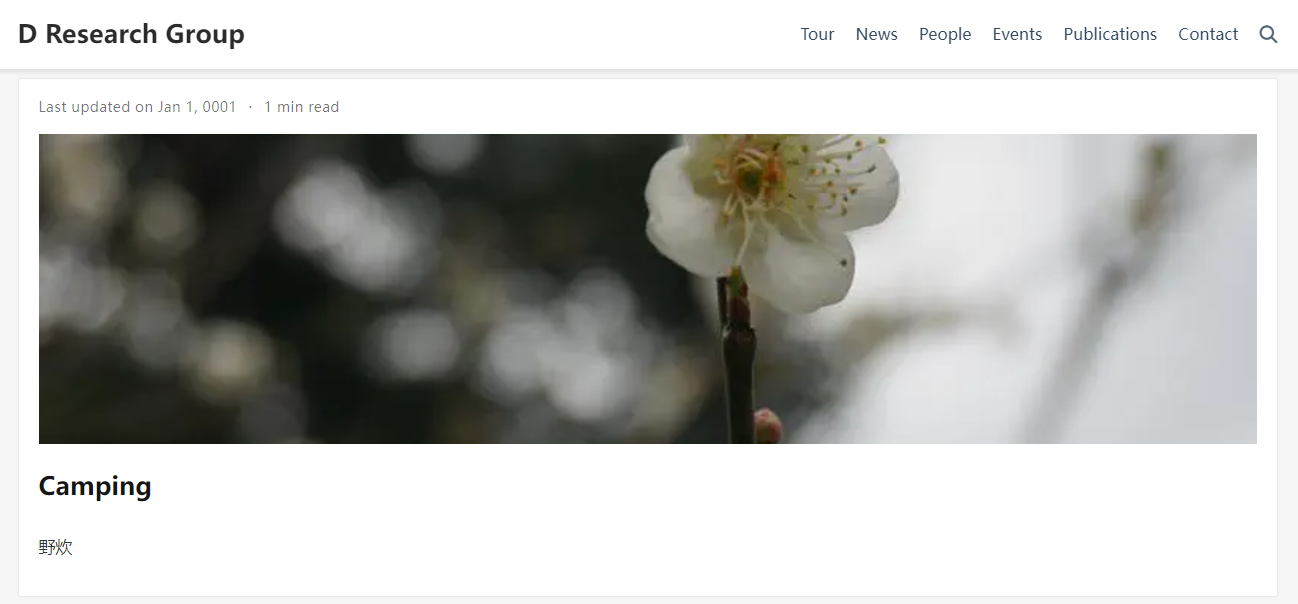 D Research Group
Tour News People Events Publications Contact
Last updated on Jan 1, 0001 · 1 min read
Camping
野炊